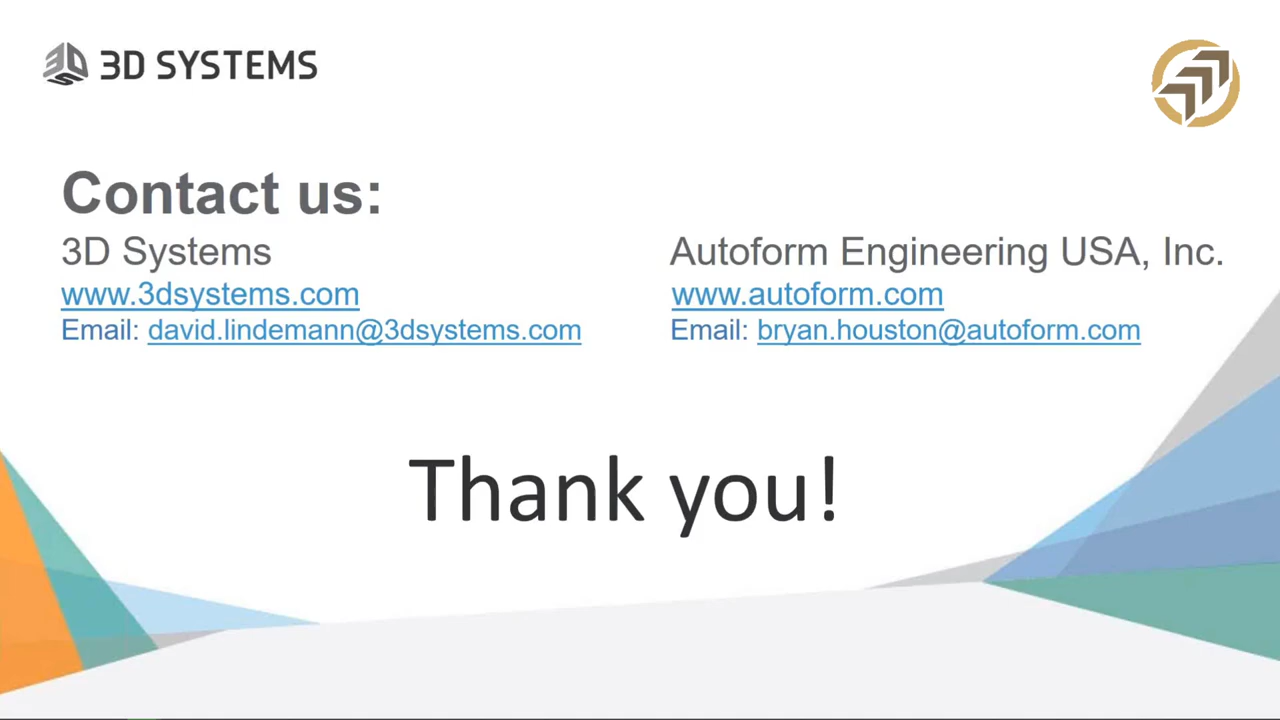 3D SYSTEMS
Contact us:
3D Systems
www.3dsystems.com
Email: david.lindemann@3dsystems.com
Autoform Engineering USA, Inc.
www.autoform.com
Email: bryan.houston@autoform.com
Thank you!